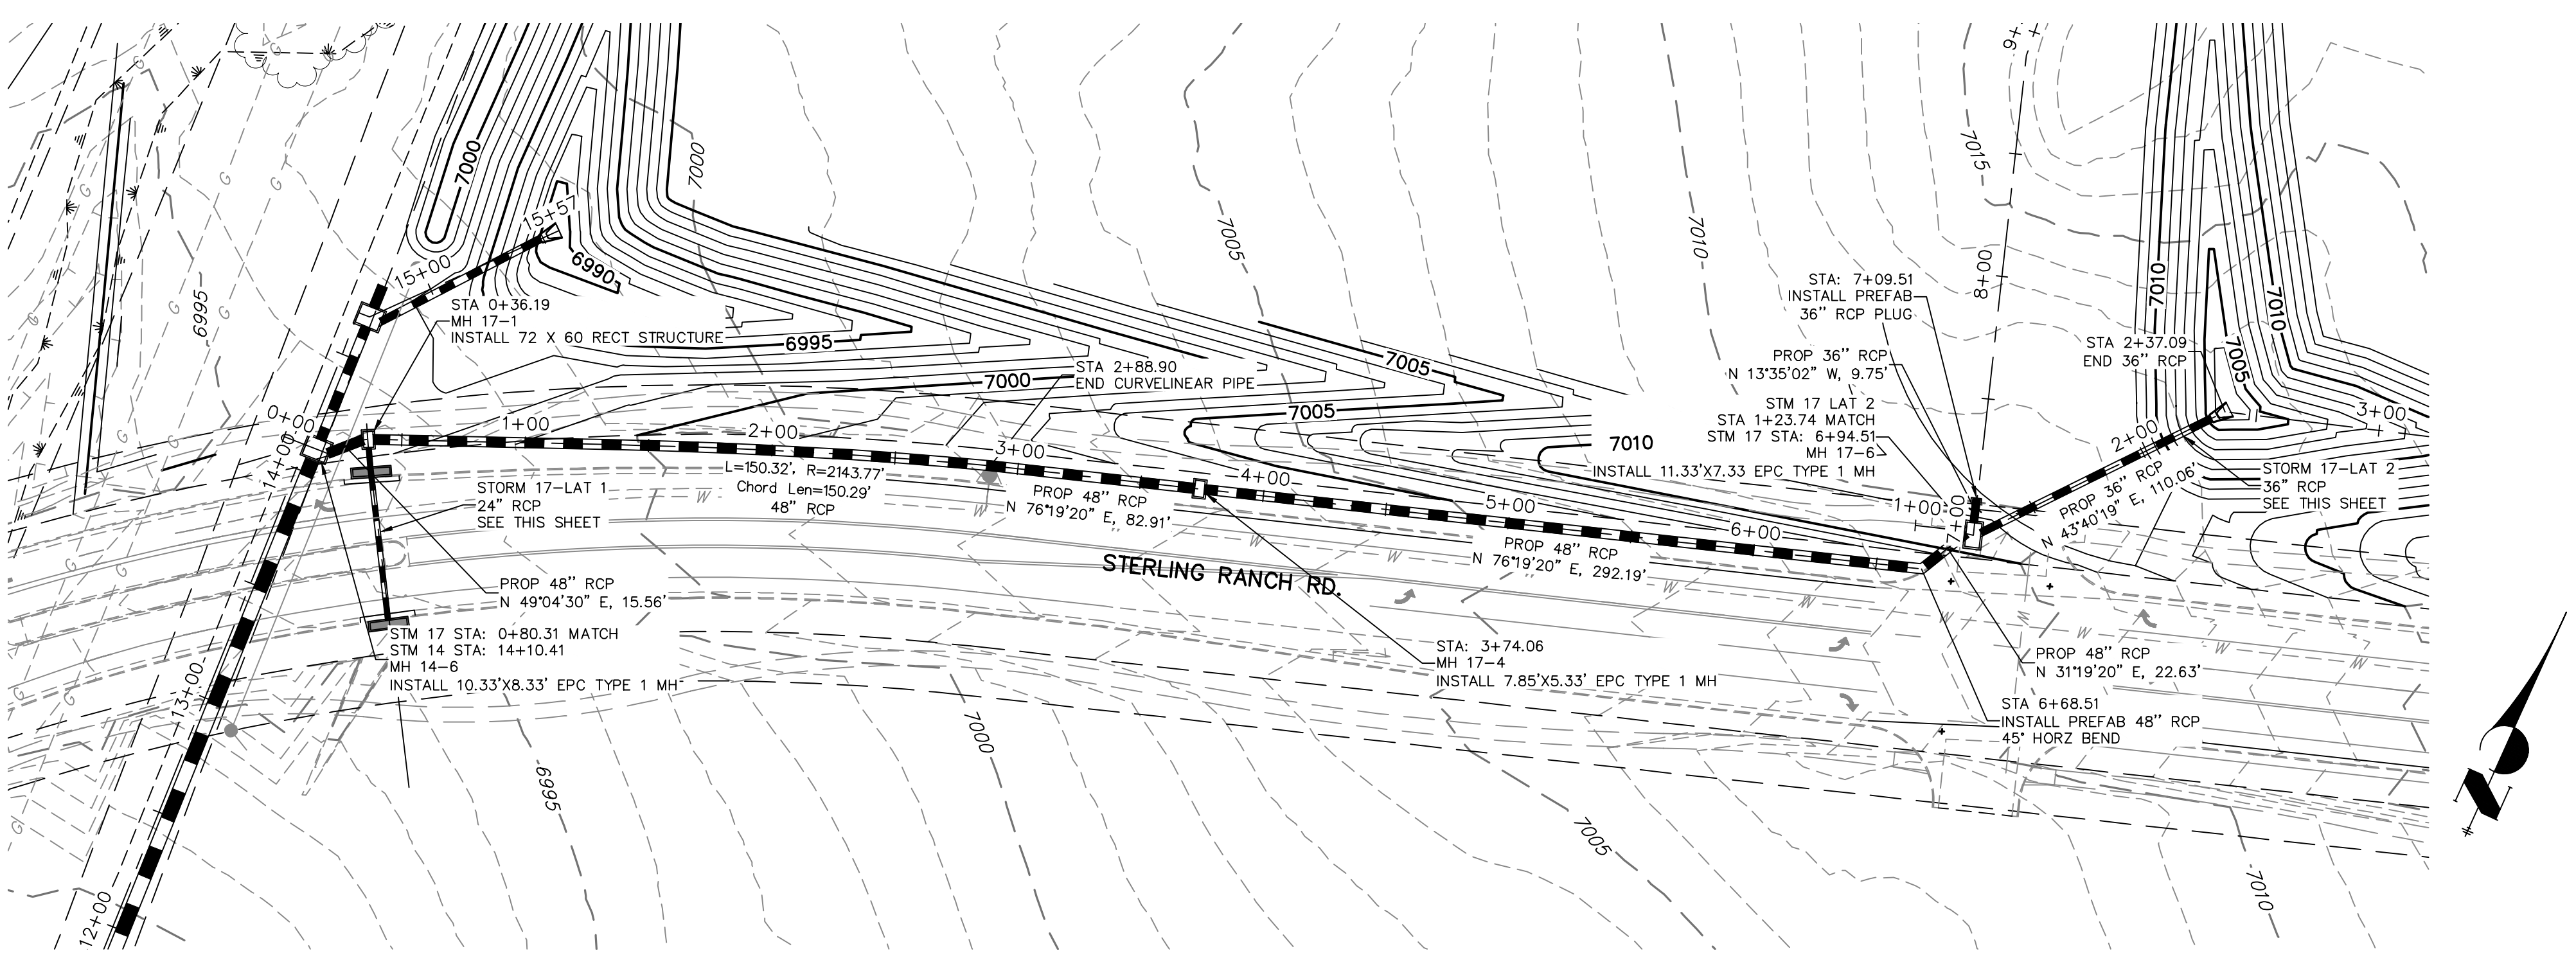 7000
7000
6995
15+57
15+00
6990
STA 0+36.19
MH 17-1
INSTALL 72 X 60 RECT STRUCTURE
6995
7000
STA 2+88.90
END CURVELINEAR PIPE
7005
7005
7005
7010
7010
7015
9+
8+00
STA: 7+09.51
INSTALL PREFAB
36" RCP PLUG
PROP 36" RCP
N 13°35'02" W, 9.75'
STM 17 LAT 2
STA 1+23.74 MATCH
STM 17 STA: 6+94.51
MH 17-6
INSTALL 11.33'X7.33 EPC TYPE 1 MH
7010
7010
7005
STA 2+37.09
END 36" RCP
3+00
2+00
PROP 36" RCP
N 43°40'19" E, 110.06'
STORM 17-LAT 2
36" RCP
SEE THIS SHEET
1+00
7+00
0+00
14+00
1+00
2+00
3+00
4+00
5+00
6+00
L=150.32', R=2143.77'
Chord Len=150.29'
48" RCP
PROP 48" RCP
N 76°19'20" E, 82.91'
PROP 48" RCP
N 76°19'20" E, 292.19'
STORM 17-LAT 1
24" RCP
SEE THIS SHEET
STERLING RANCH RD.
PROP 48" RCP
N 49°04'30" E, 15.56'
STM 17 STA: 0+80.31 MATCH
STM 14 STA: 14+10.41
MH 14-6
INSTALL 10.33'X8.33' EPC TYPE 1 MH
STA: 3+74.06
MH 17-4
INSTALL 7.85'X5.33' EPC TYPE 1 MH
PROP 48" RCP
N 31°19'20" E, 22.63'
STA 6+68.51
INSTALL PREFAB 48" RCP
45° HORZ BEND
13+00
12+00
6995
7000
7005
7010
N